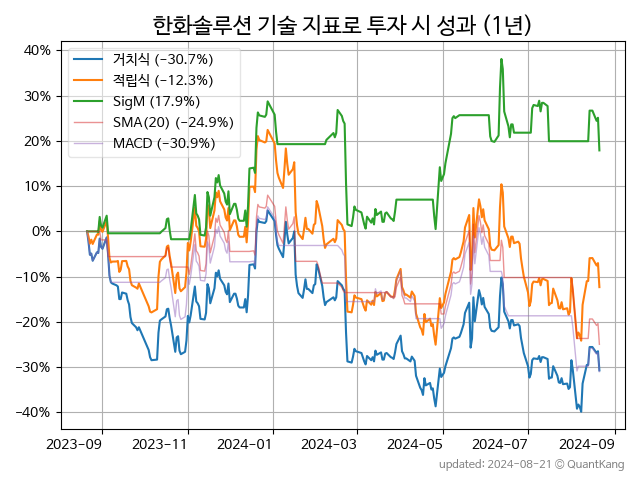 한화솔루션 기술 지표로 투자 시 성과 (1년)
거치식 (−30.7%)
적립식 (−12.3%)
SigM (17.9%)
SMA(20) (−24.9%)
MACD (−30.9%)
40%
30%
20%
10%
0%
−10%
−20%
−30%
−40%
2023-09 2023-11 2024-01 2024-03 2024-05 2024-07 2024-09
updated: 2024-08-21 © QuantKang